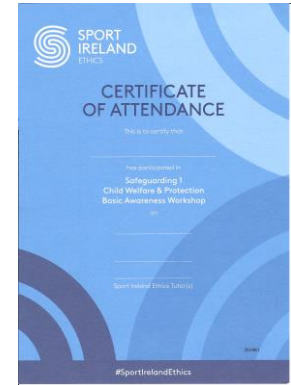 SPORT
IRELAND
ETHICS
CERTIFICATE
OF ATTENDANCE
This is to certify that
has participated in
Safeguarding 1
Child Welfare & Protection
Basic Awareness Workshop
on
Sport Ireland Ethics Tutor(s)
#SportIrelandEthics